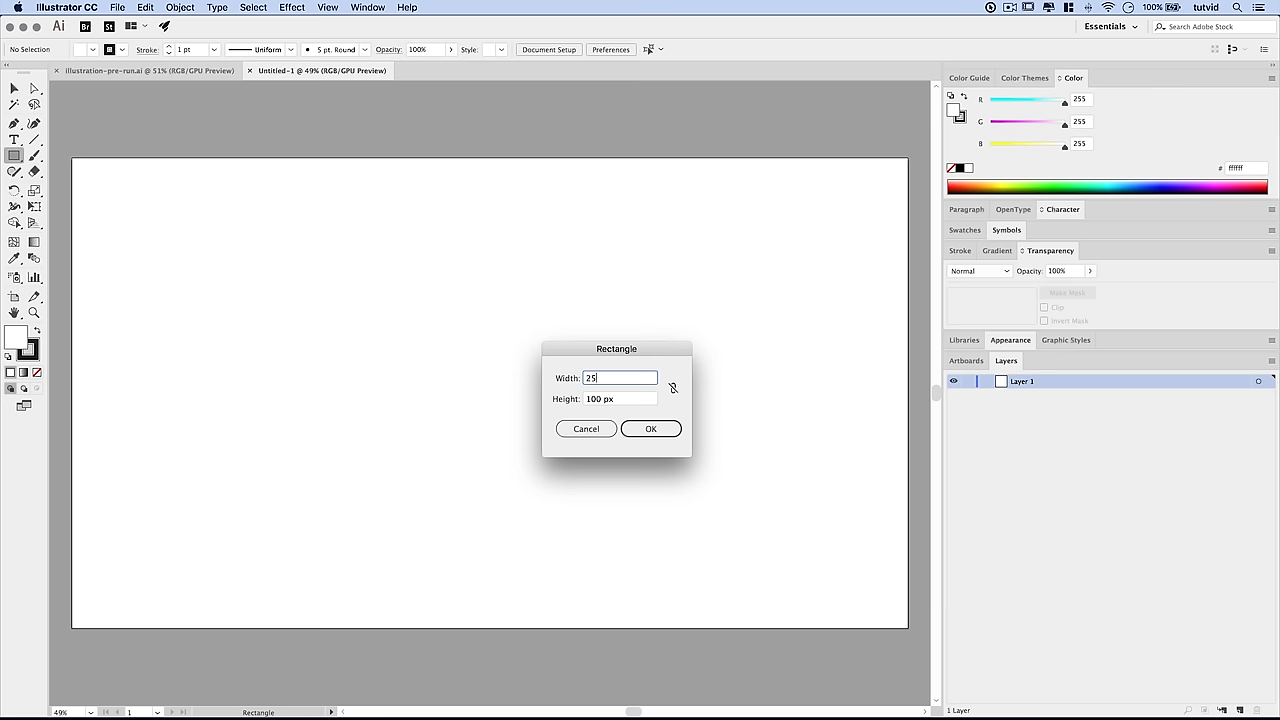 Illustrator CC File Edit Object Type Select Effect View Window Help 100% tutvid
Ai Br St Essentials Search Adobe Stock
No Selection Stroke: 1 pt Uniform 5 pt. Round Opacity: 100% Style: Document Setup Preferences
illustration-pre-run.ai @ 51% (RGB/GPU Preview) Untitled-1 @ 49% (RGB/GPU Preview)
Color Guide Color Themes Color
R 255
G 255
B 255
# ffffff
Paragraph OpenType Character
Swatches Symbols
Stroke Gradient Transparency
Normal Opacity: 100%
Make Mask
Clip
Invert Mask
Libraries Appearance Graphic Styles
Artboards Layers
Layer 1
Rectangle
Width: 25
Height: 100 px
Cancel OK
49% 1 Rectangle
1 Layer